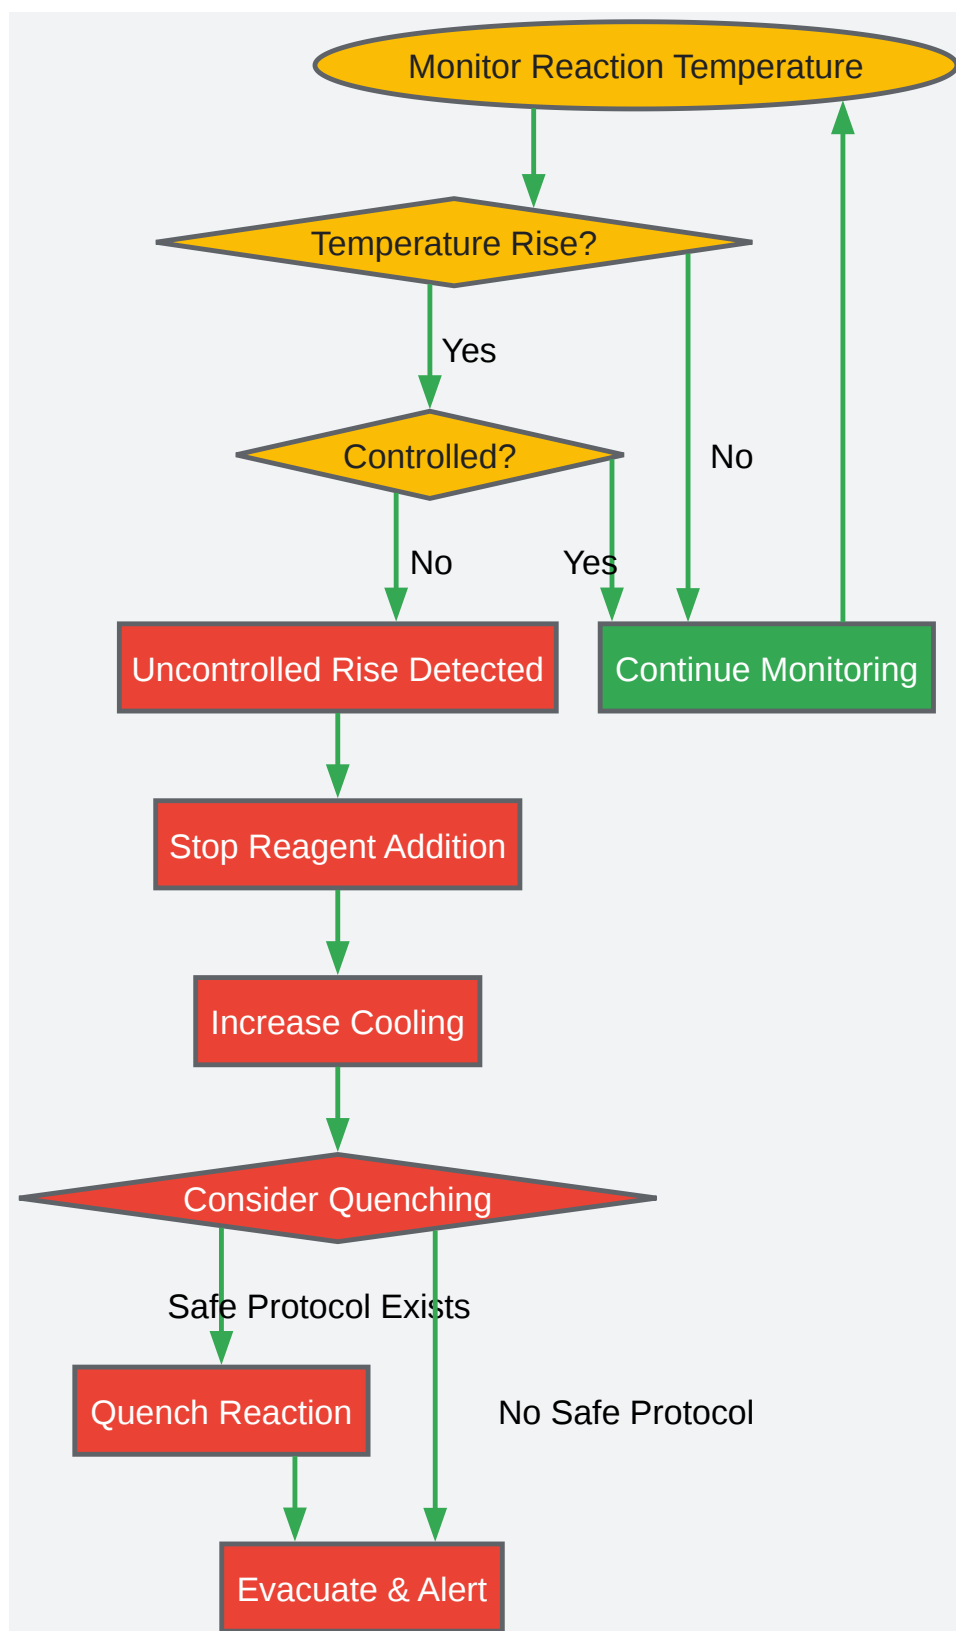 Monitor Reaction Temperature
Temperature Rise?
Yes
Controlled?
No
No
Yes
Uncontrolled Rise Detected
Continue Monitoring
Stop Reagent Addition
Increase Cooling
Consider Quenching
Safe Protocol Exists
Quench Reaction
No Safe Protocol
Evacuate & Alert